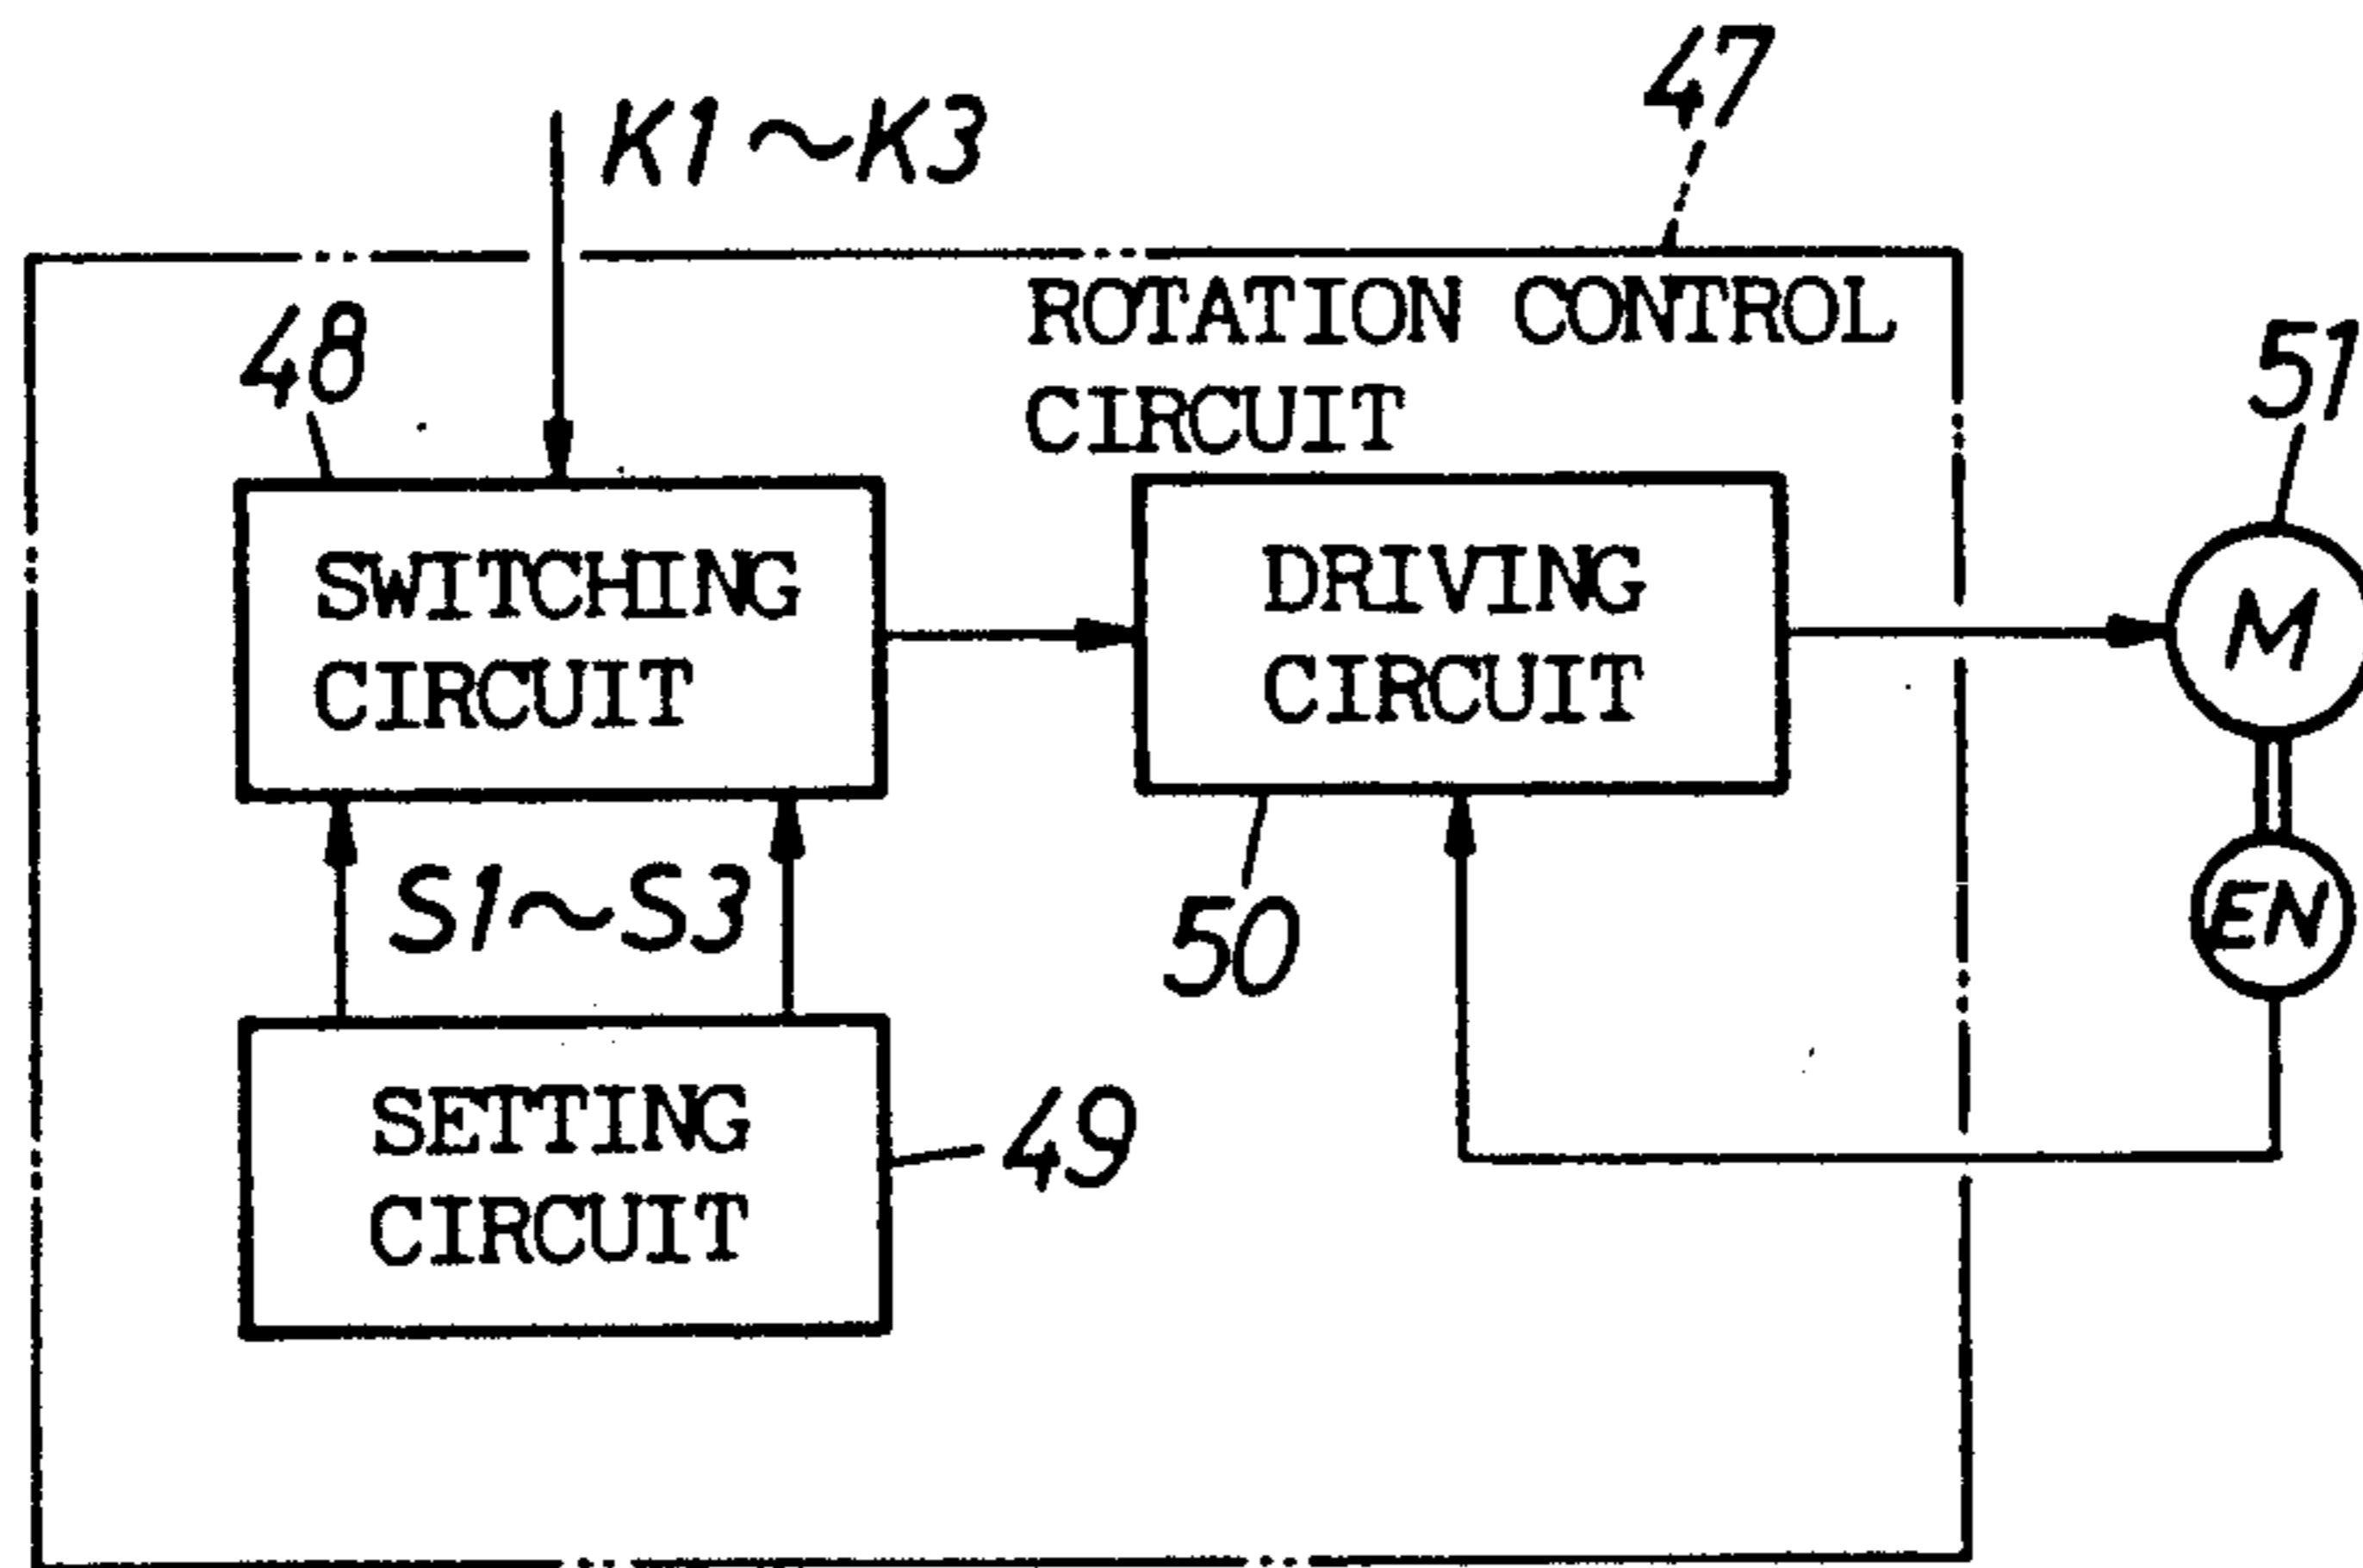 47
K1~K3
ROTATION CONTROL
CIRCUIT
48
51
SWITCHING
CIRCUIT
DRIVING
CIRCUIT
M
S1~S3
50
EN
SETTING
CIRCUIT
49